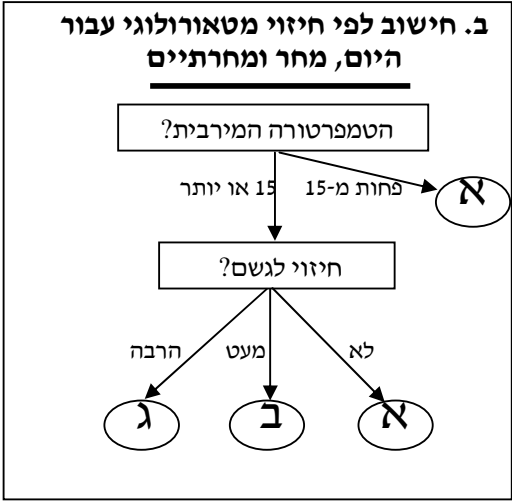 ב. חישוב לפי חיזוי מטאורולוגי עבור
היום, מחר ומחרתיים
הטמפרטורה המירבית?
פחות מ-15
15 או יותר
א
חיזוי לגשם?
לא
מעט
הרבה
א
ב
ג